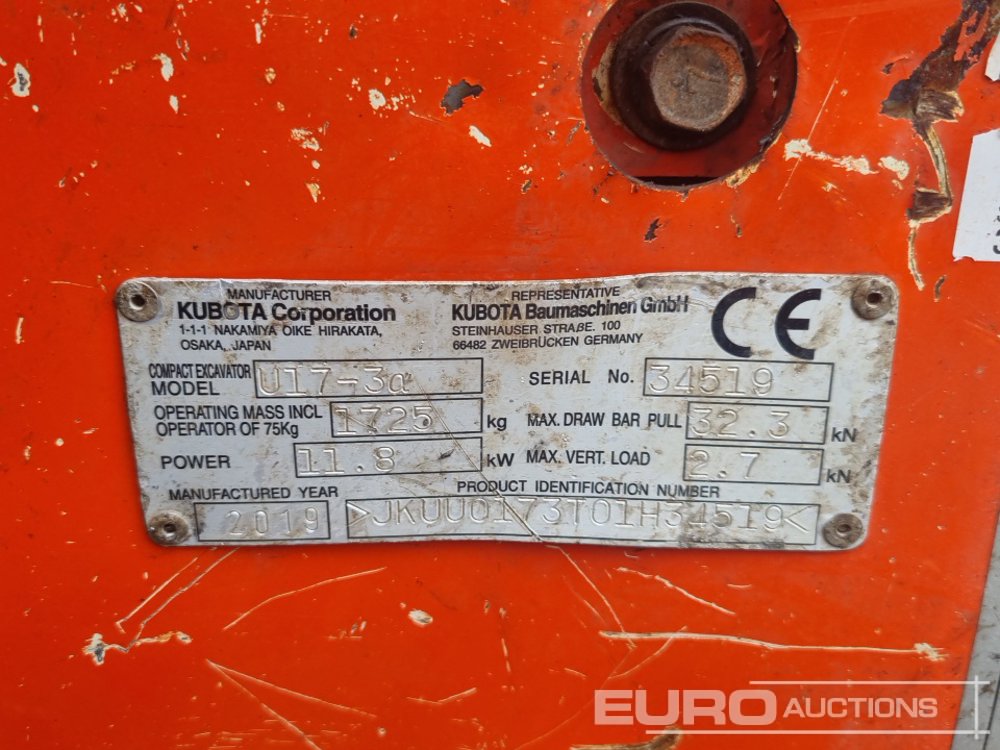 MANUFACTURER
KUBOTA Corporation
1-1-1 NAKAMIYA OIKE HIRAKATA,
OSAKA, JAPAN
REPRESENTATIVE
KUBOTA Baumaschinen GmbH
STEINHAUSER STRAßE. 100
66482 ZWEIBRÜCKEN GERMANY
CE
COMPACT EXCAVATOR
MODEL U17-3α
SERIAL No. 34519
OPERATING MASS INCL
OPERATOR OF 75Kg 1725 kg
MAX. DRAW BAR PULL 32.3 kN
POWER 11.8 kW
MAX. VERT. LOAD 2.7 kN
MANUFACTURED YEAR
2019
PRODUCT IDENTIFICATION NUMBER
>JKUU0173T01H34519<
EURO AUCTIONS